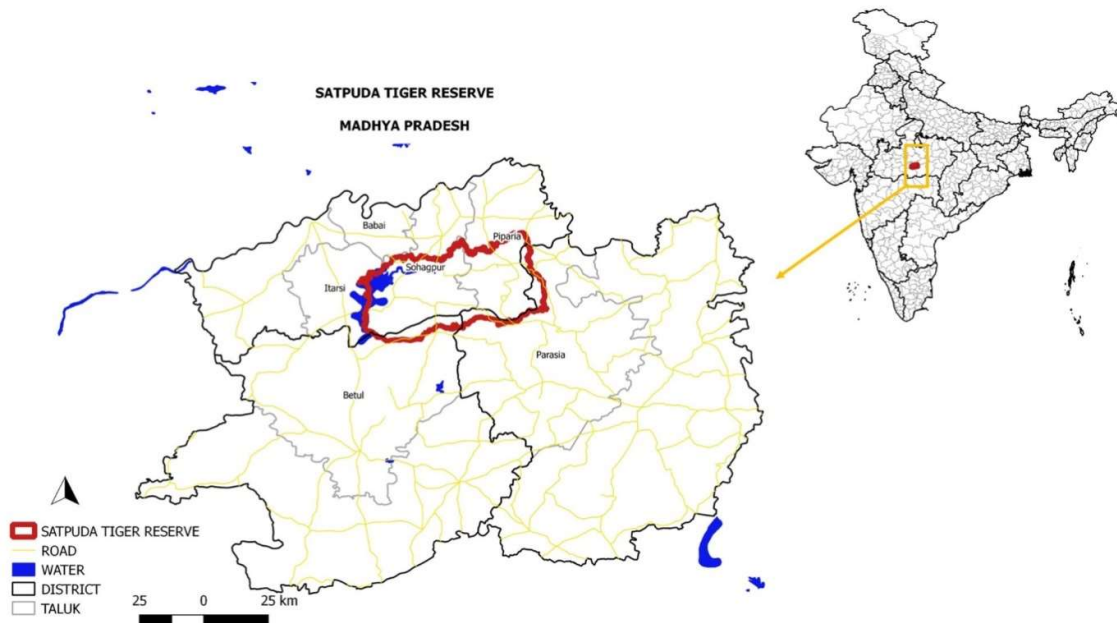 SATPUDA TIGER RESERVE
MADHYA PRADESH
Babai
Piparia
Sohagpur
Itarsi
Parasia
Betul
SATPUDA TIGER RESERVE
ROAD
WATER
DISTRICT
TALUK
25 0 25 km